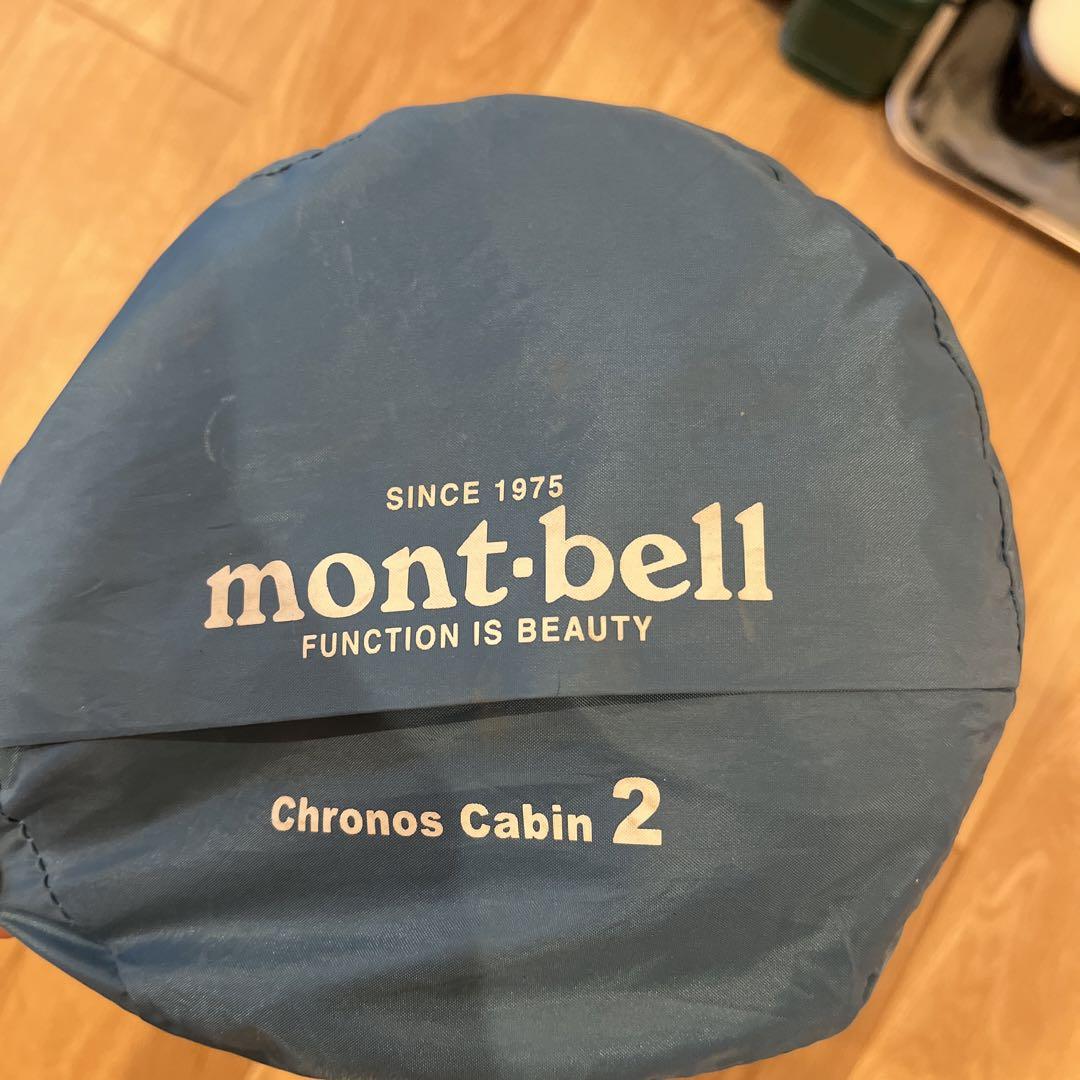 SINCE 1975
mont·bell
FUNCTION IS BEAUTY
Chronos Cabin 2